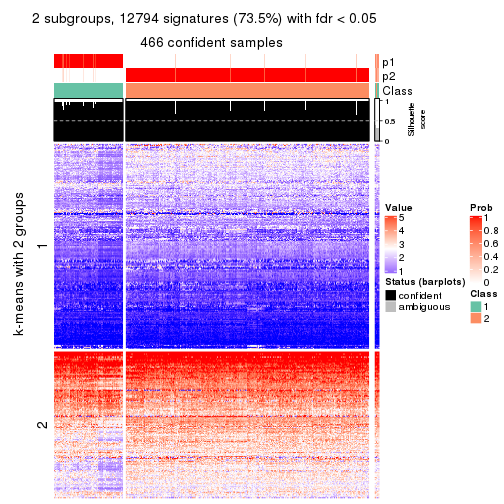 2 subgroups, 12794 signatures (73.5%) with fdr < 0.05
466 confident samples
p1
p2
Class
1
0.5
0
Silhouette
score
k-means with 2 groups
1
2
Value
5
4
3
2
1
Status (barplots)
confident
ambiguous
Prob
1
0.8
0.6
0.4
0.2
0
Class
1
2